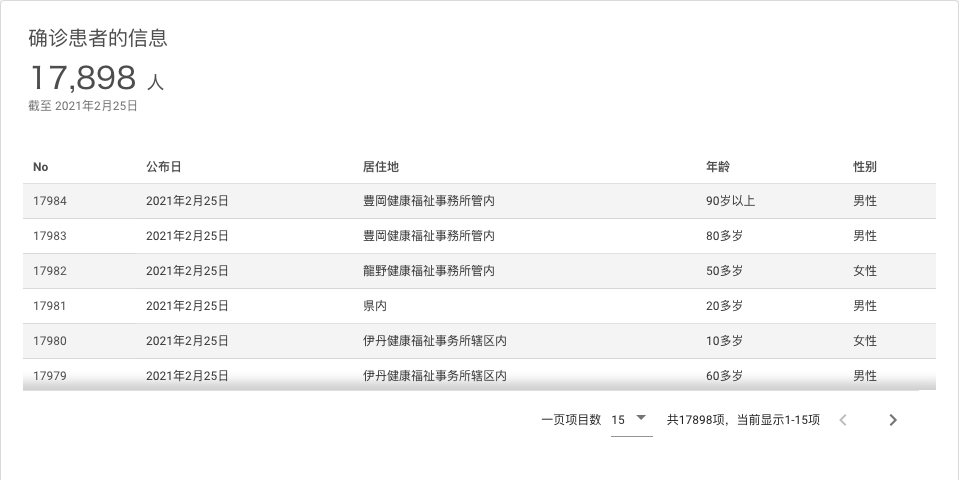 确诊患者的信息
17,898 人
截至 2021年2月25日
No 公布日 居住地 年龄 性别
17984 2021年2月25日 豊岡健康福祉事務所管内 90岁以上 男性
17983 2021年2月25日 豊岡健康福祉事務所管内 80多岁 男性
17982 2021年2月25日 龍野健康福祉事務所管内 50多岁 女性
17981 2021年2月25日 県内 20多岁 男性
17980 2021年2月25日 伊丹健康福祉事务所辖区内 10多岁 女性
17979 2021年2月25日 伊丹健康福祉事务所辖区内 60多岁 男性
一页项目数 15 共17898项，当前显示1-15项